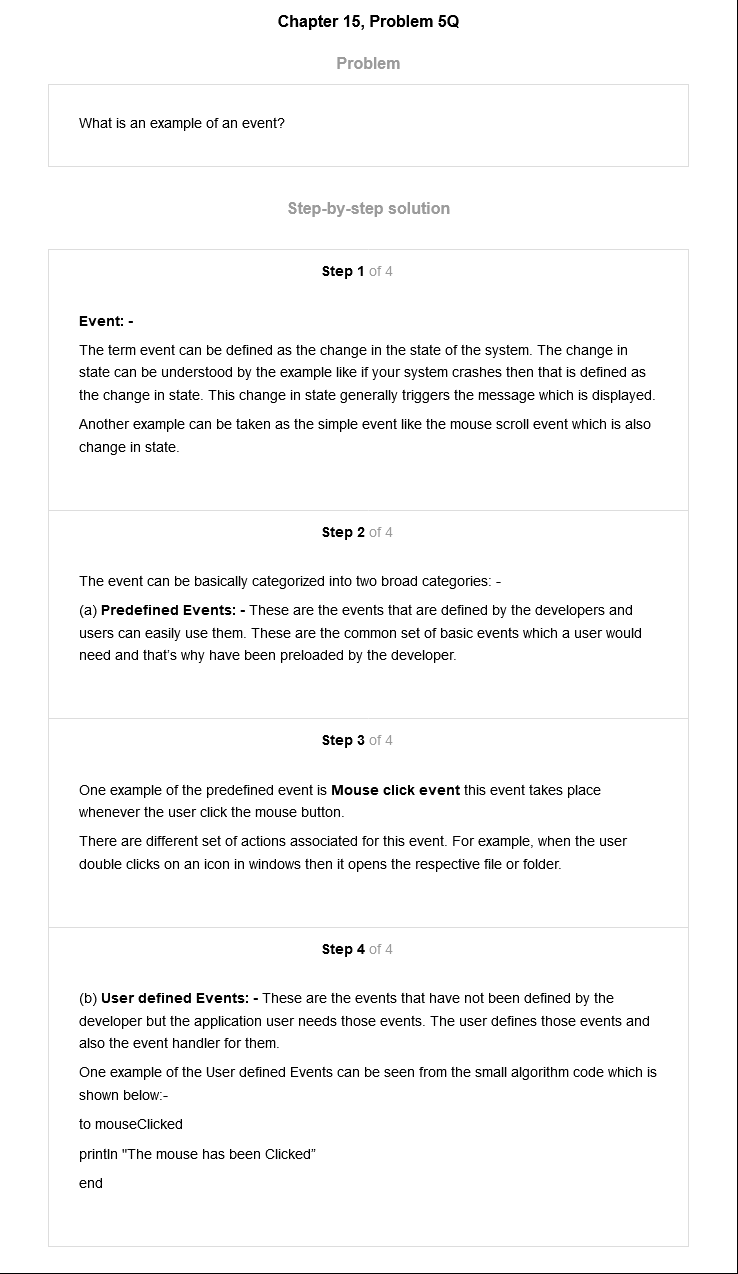 Chapter 15, Problem 5Q
Problem
What is an example of an event?
Step-by-step solution
Step 1 of 4
Event: -
The term event can be defined as the change in the state of the system. The change in
state can be understood by the example like if your system crashes then that is defined as
the change in state. This change in state generally triggers the message which is displayed.
Another example can be taken as the simple event like the mouse scroll event which is also
change in state.
Step 2 of 4
The event can be basically categorized into two broad categories: -
(a) Predefined Events: - These are the events that are defined by the developers and
users can easily use them. These are the common set of basic events which a user would
need and that's why have been preloaded by the developer.
Step 3 of 4
One example of the predefined event is Mouse click event this event takes place
whenever the user click the mouse button.
There are different set of actions associated for this event. For example, when the user
double clicks on an icon in windows then it opens the respective file or folder.
Step 4 of 4
(b) User defined Events: - These are the events that have not been defined by the
developer but the application user needs those events. The user defines those events and
also the event handler for them.
One example of the User defined Events can be seen from the small algorithm code which is
shown below:-
to mouseClicked
println "The mouse has been Clicked”
end